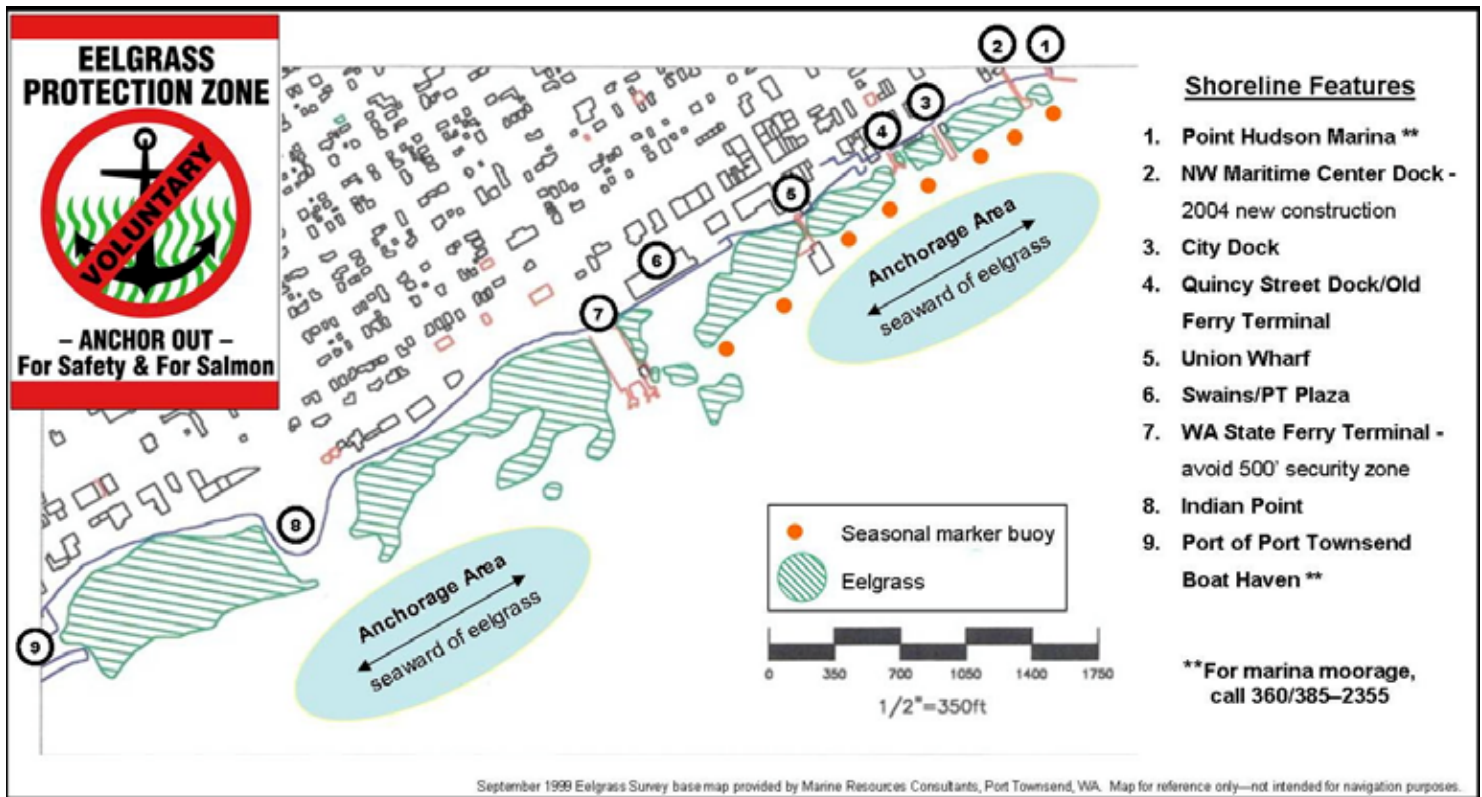 EELGRASS
PROTECTION ZONE
VOLUNTARY
– ANCHOR OUT –
For Safety & For Salmon
2
1
3
4
5
6
7
8
9
Anchorage Area
seaward of eelgrass
Anchorage Area
seaward of eelgrass
Seasonal marker buoy
Eelgrass
0 350 700 1050 1400 1750
1/2"=350ft
Shoreline Features
1. Point Hudson Marina **
2. NW Maritime Center Dock -
2004 new construction
3. City Dock
4. Quincy Street Dock/Old
Ferry Terminal
5. Union Wharf
6. Swains/PT Plaza
7. WA State Ferry Terminal -
avoid 500' security zone
8. Indian Point
9. Port of Port Townsend
Boat Haven **
**For marina moorage,
call 360/385–2355
September 1999 Eelgrass Survey base map provided by Marine Resources Consultants, Port Townsend, WA. Map for reference only—not intended for navigation purposes.